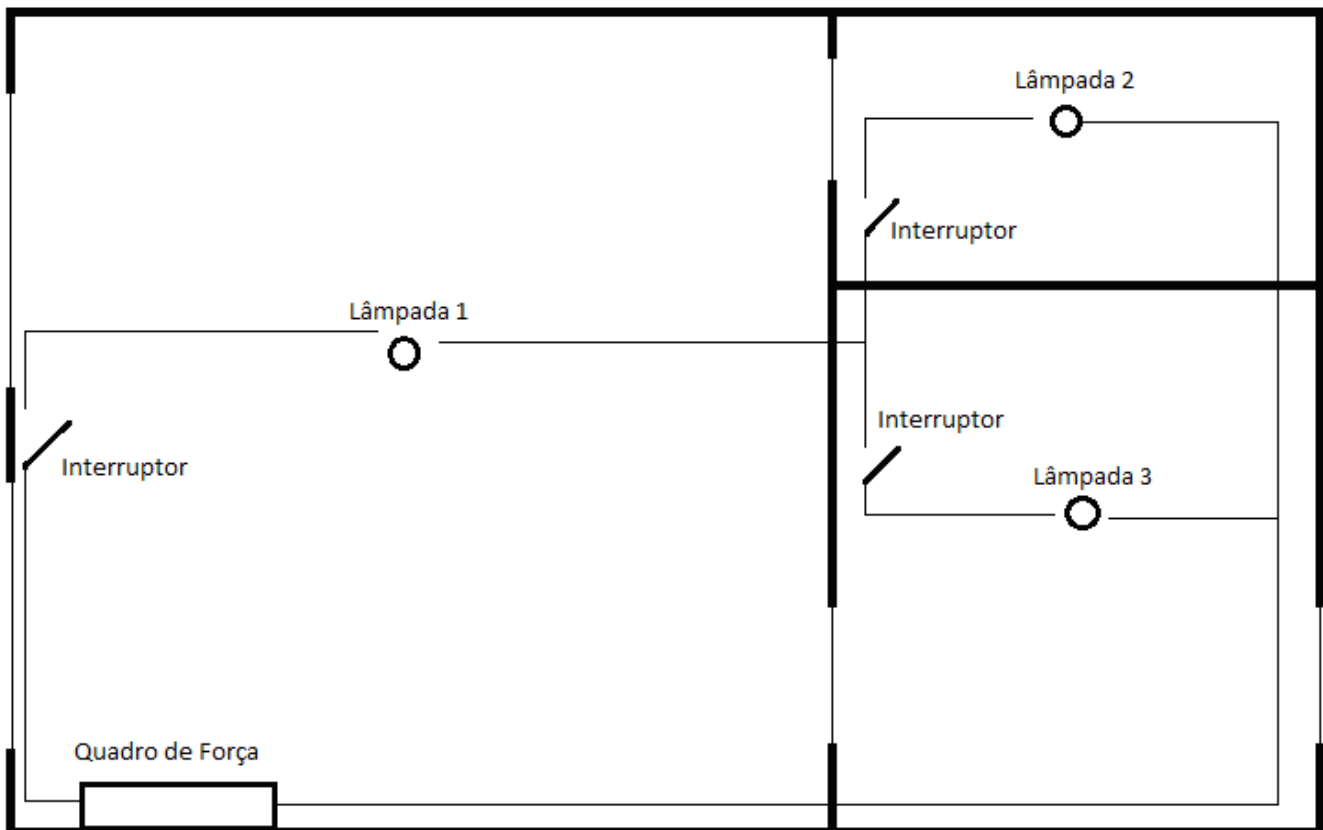 Lâmpada 2
Interruptor
Lâmpada 1
Interruptor
Interruptor
Lâmpada 3
Quadro de Força